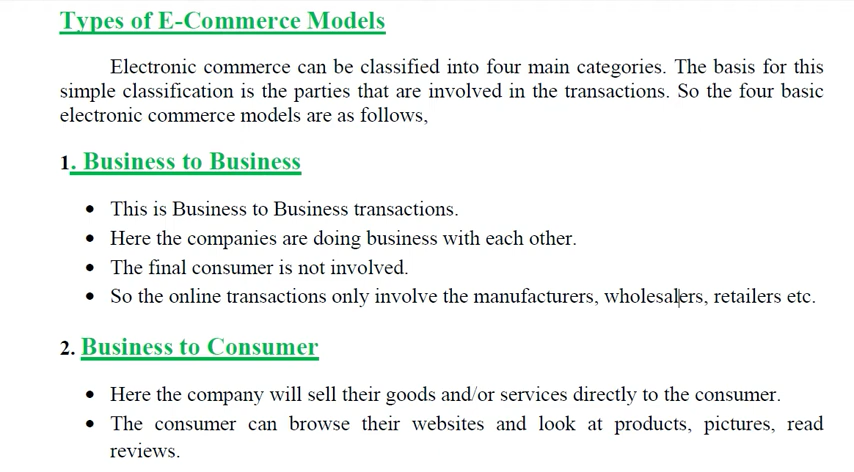 Types of E-Commerce Models
Electronic commerce can be classified into four main categories. The basis for this
simple classification is the parties that are involved in the transactions. So the four basic
electronic commerce models are as follows,
1. Business to Business
• This is Business to Business transactions.
• Here the companies are doing business with each other.
• The final consumer is not involved.
• So the online transactions only involve the manufacturers, wholesalers, retailers etc.
2. Business to Consumer
• Here the company will sell their goods and/or services directly to the consumer.
• The consumer can browse their websites and look at products, pictures, read
reviews.